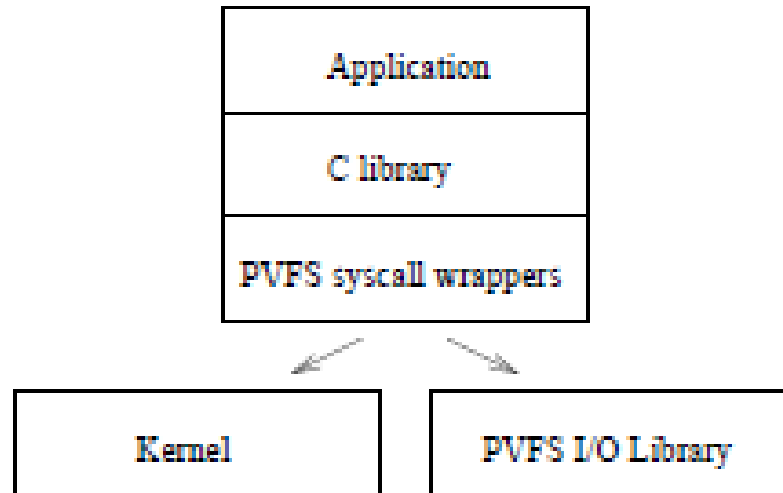 Application
C library
PVFS syscall wrappers
Kernel
PVFS I/O Library